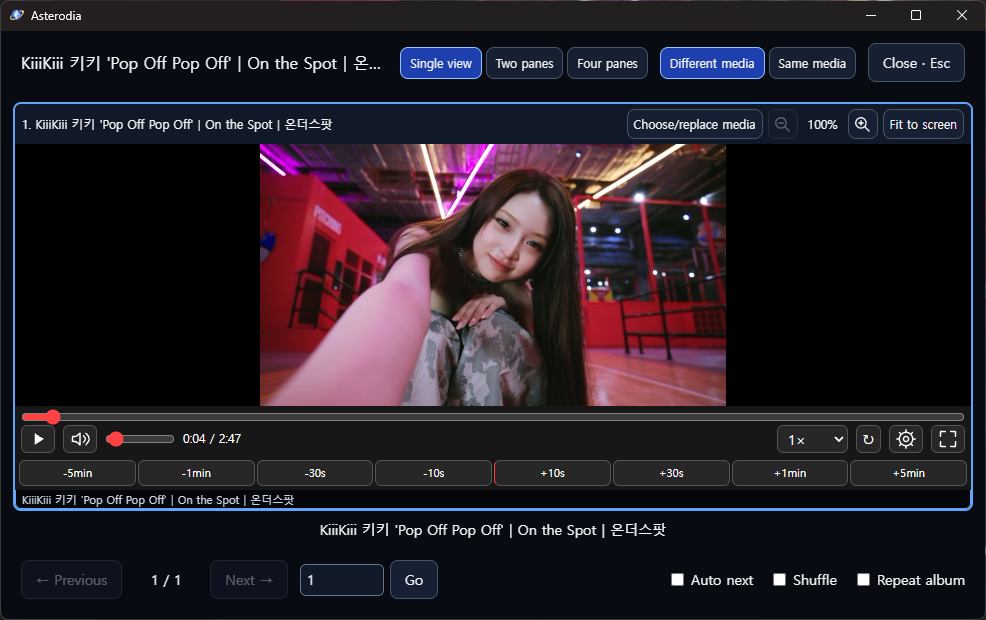 Asterodia
KiiiKiii 키키 'Pop Off Pop Off' | On the Spot | 온...
Single view
Two panes
Four panes
Different media
Same media
Close · Esc
1. KiiiKiii 키키 'Pop Off Pop Off' | On the Spot | 온더스팟
Choose/replace media
100%
Fit to screen
PITCHING
0:04 / 2:47
1×
-5min
-1min
-30s
-10s
+10s
+30s
+1min
+5min
KiiiKiii 키키 'Pop Off Pop Off' | On the Spot | 온더스팟
KiiiKiii 키키 'Pop Off Pop Off' | On the Spot | 온더스팟
← Previous
1 / 1
Next →
1
Go
Auto next
Shuffle
Repeat album